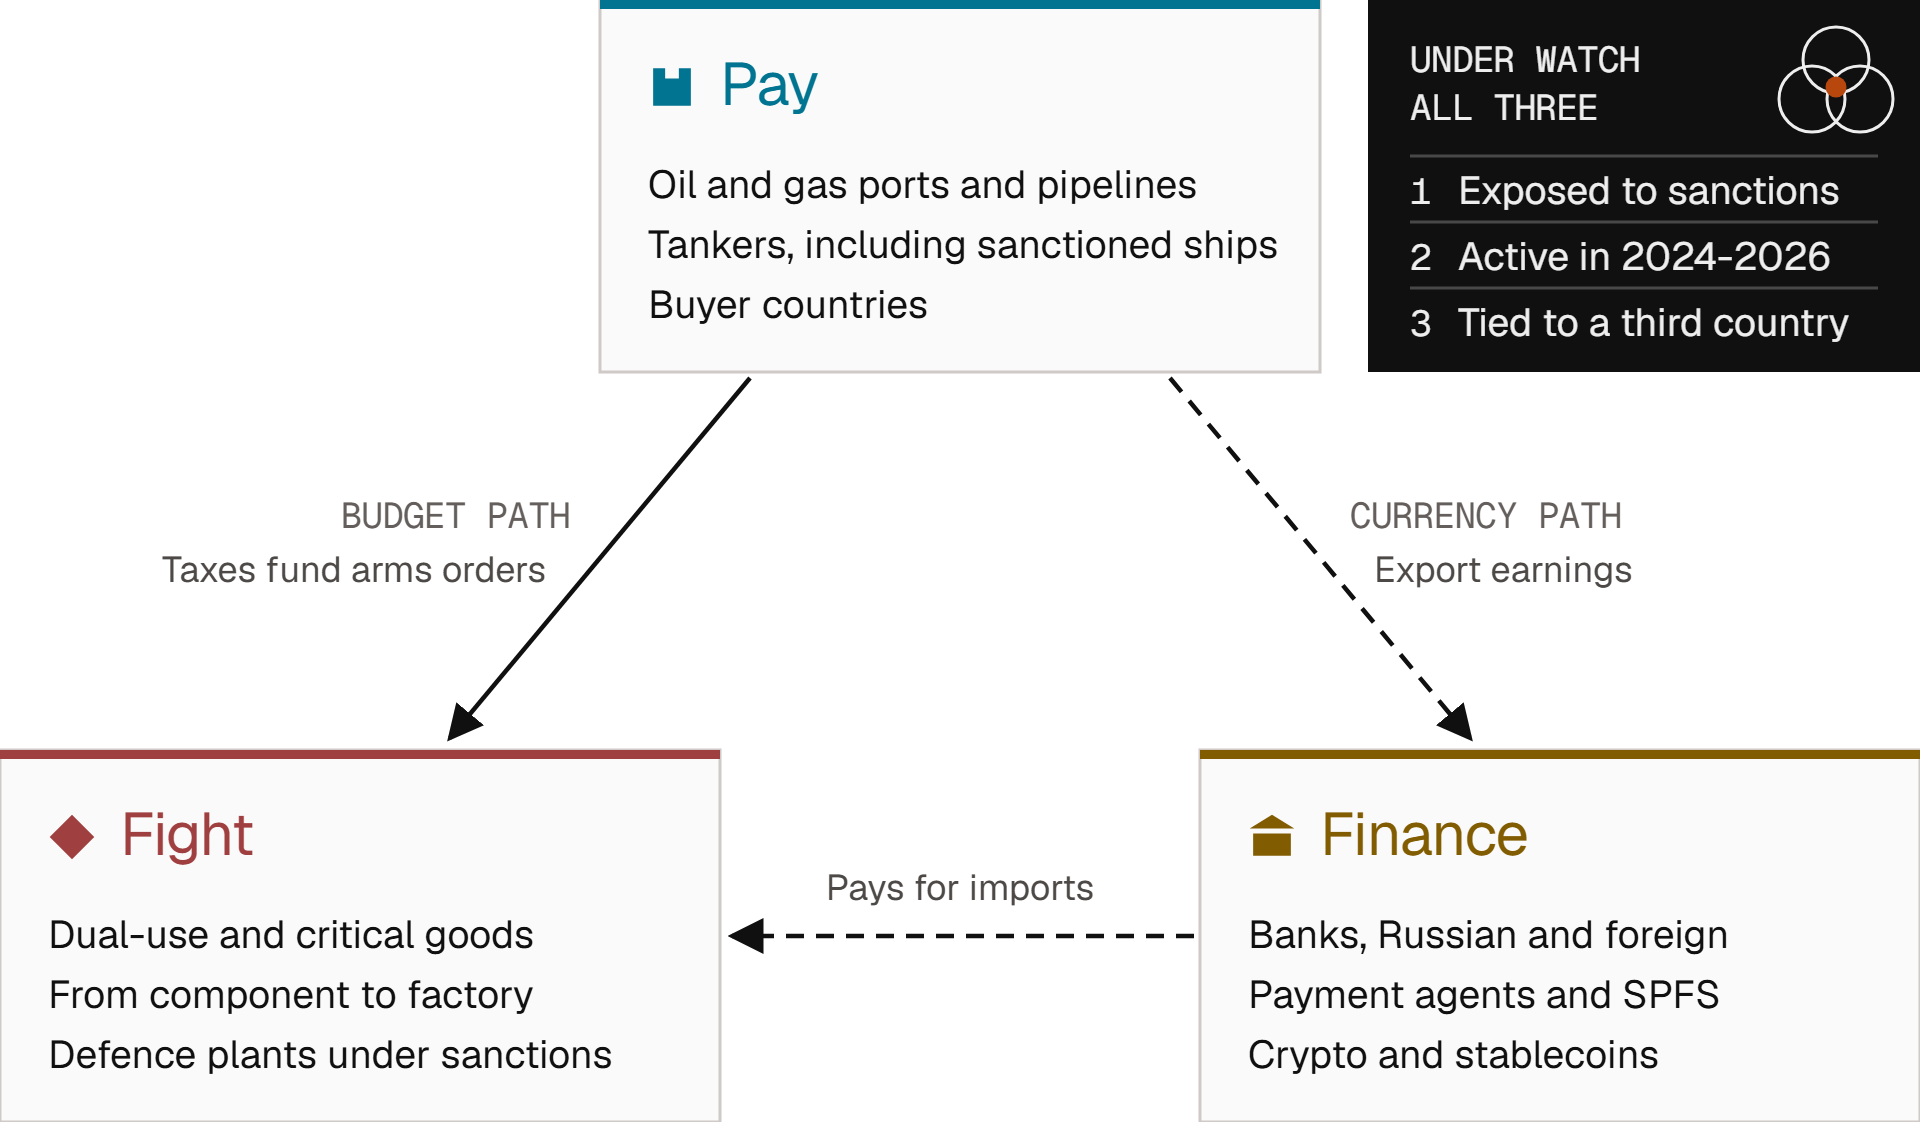 Pay
Oil and gas ports and pipelines
Tankers, including sanctioned ships
Buyer countries
UNDER WATCH
ALL THREE
1 Exposed to sanctions
2 Active in 2024-2026
3 Tied to a third country
BUDGET PATH
Taxes fund arms orders
CURRENCY PATH
Export earnings
Fight
Dual-use and critical goods
From component to factory
Defence plants under sanctions
Pays for imports
Finance
Banks, Russian and foreign
Payment agents and SPFS
Crypto and stablecoins